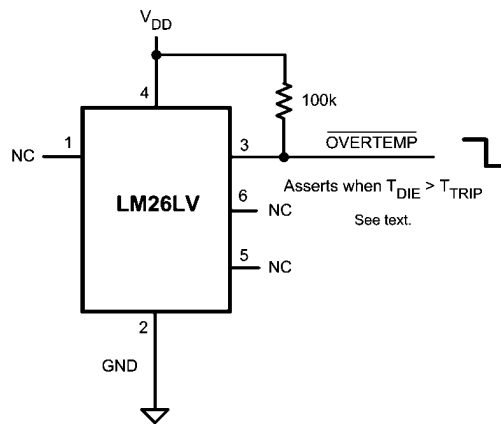 VDD
4
100k
1
NC
3
OVERTEMP
LM26LV
Asserts when TDIE > TTRIP
6
NC
See text.
5
NC
2
GND